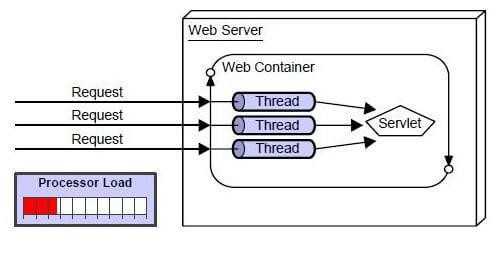 Web Server
Web Container
Request
Thread
Request
Thread
Servlet
Request
Thread
Processor Load